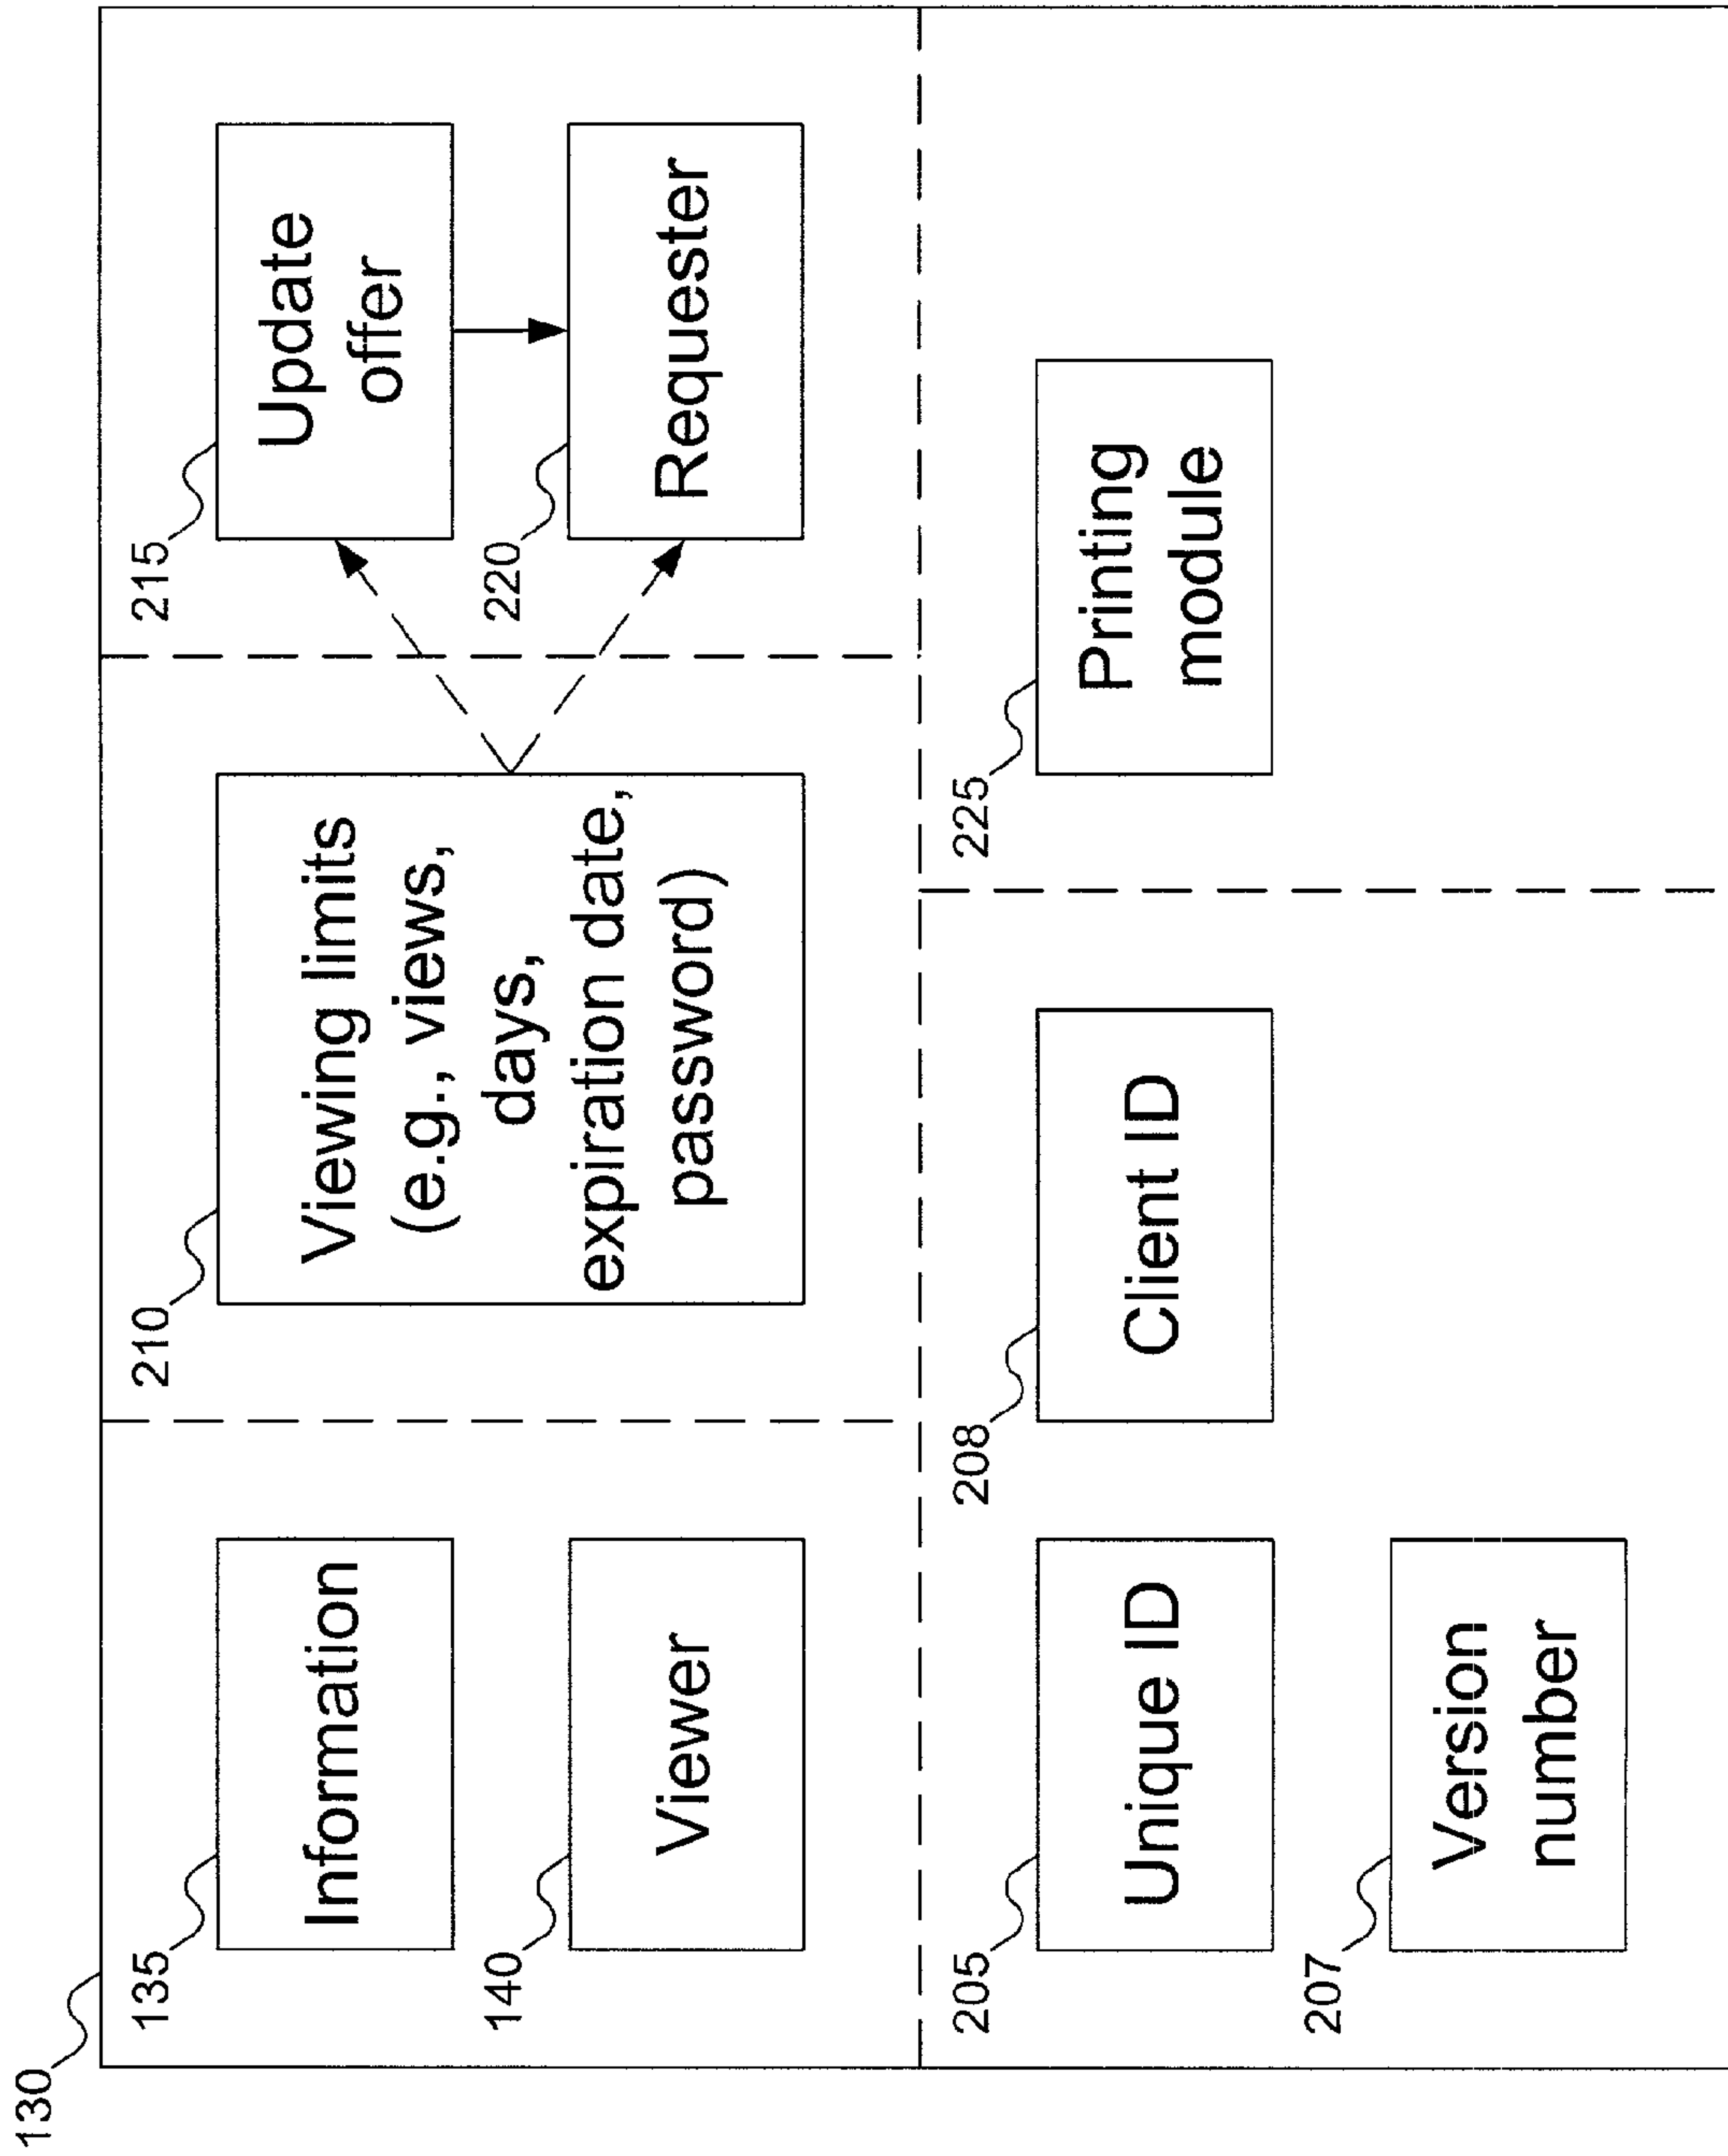 130
135
Information
140
Viewer
210
Viewing limits
(e.g., views,
days,
expiration date,
password)
215
Update
offer
220
Requester
205
Unique ID
207
Version
number
208
Client ID
225
Printing
module